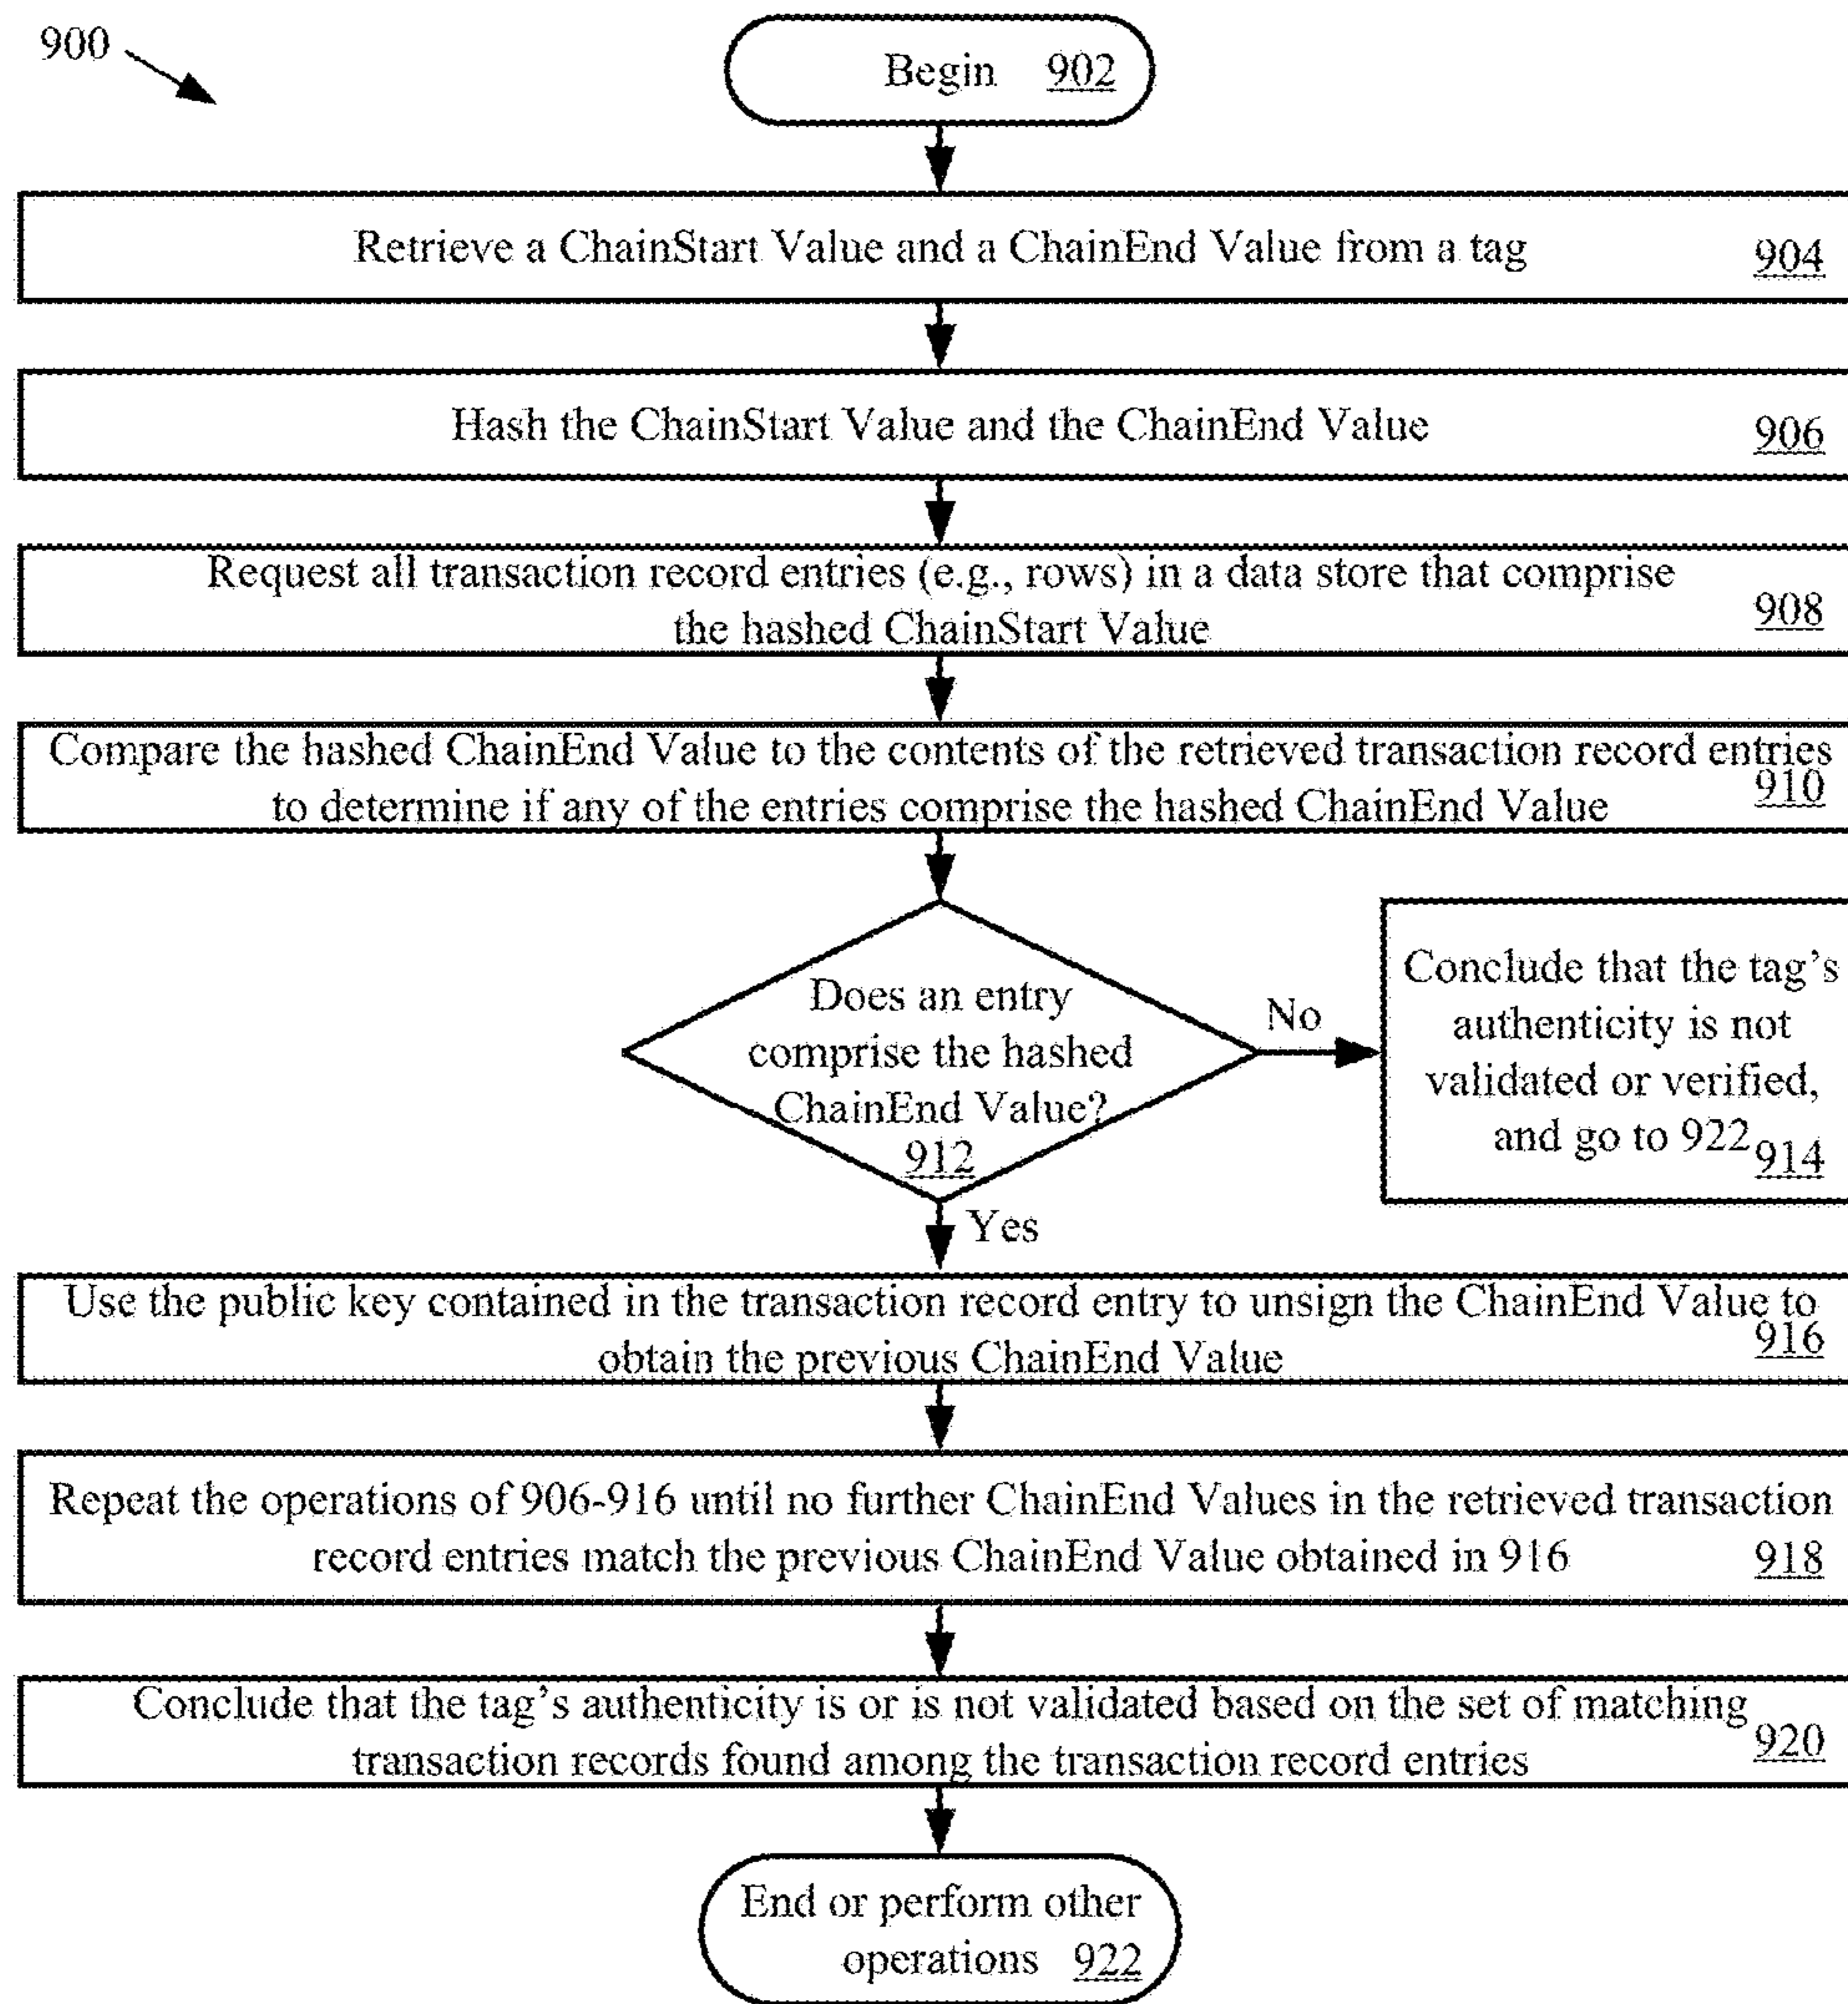 900
Begin 902
Retrieve a ChainStart Value and a ChainEnd Value from a tag 904
Hash the ChainStart Value and the ChainEnd Value 906
Request all transaction record entries (e.g., rows) in a data store that comprise
the hashed ChainStart Value 908
Compare the hashed ChainEnd Value to the contents of the retrieved transaction record entries
to determine if any of the entries comprise the hashed ChainEnd Value 910
Does an entry
comprise the hashed
ChainEnd Value?
912
No
Conclude that the tag's
authenticity is not
validated or verified,
and go to 922 914
Yes
Use the public key contained in the transaction record entry to unsign the ChainEnd Value to
obtain the previous ChainEnd Value 916
Repeat the operations of 906-916 until no further ChainEnd Values in the retrieved transaction
record entries match the previous ChainEnd Value obtained in 916 918
Conclude that the tag's authenticity is or is not validated based on the set of matching
transaction records found among the transaction record entries 920
End or perform other
operations 922